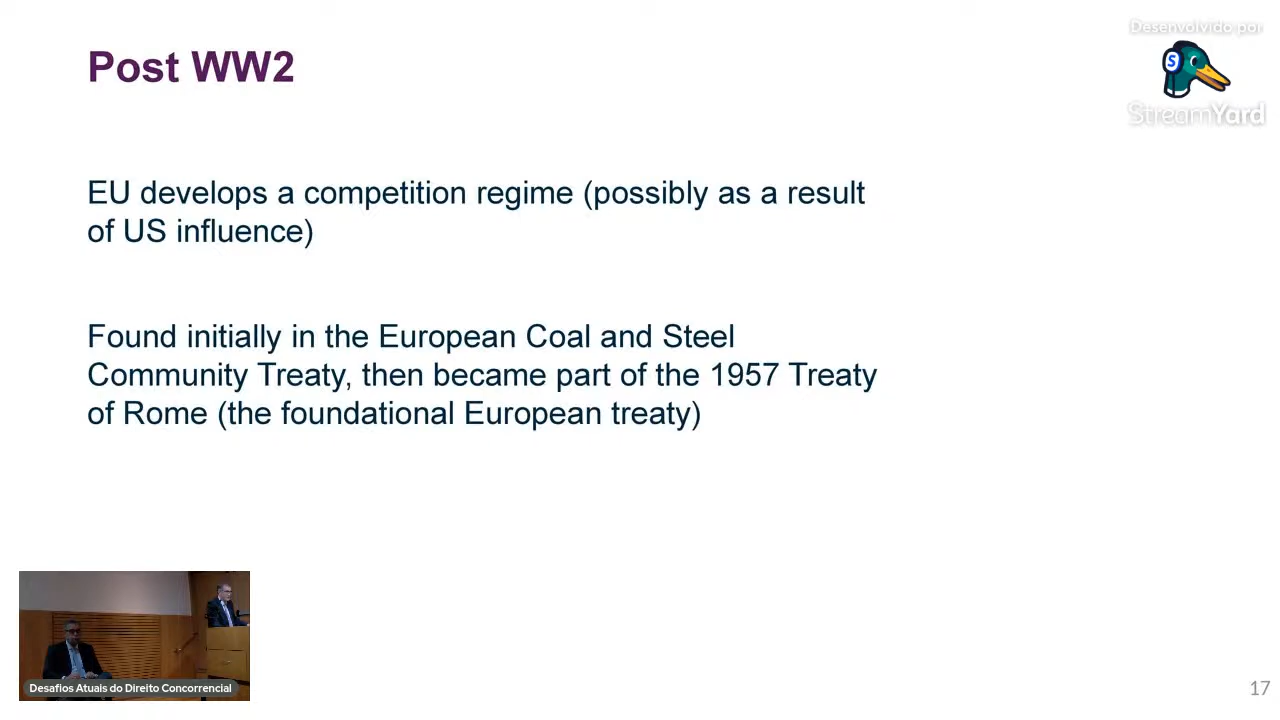 Post WW2
Desenvolvido por
S
StreamYard
EU develops a competition regime (possibly as a result
of US influence)
Found initially in the European Coal and Steel
Community Treaty, then became part of the 1957 Treaty
of Rome (the foundational European treaty)
Desafios Atuais do Direito Concorrencial
17